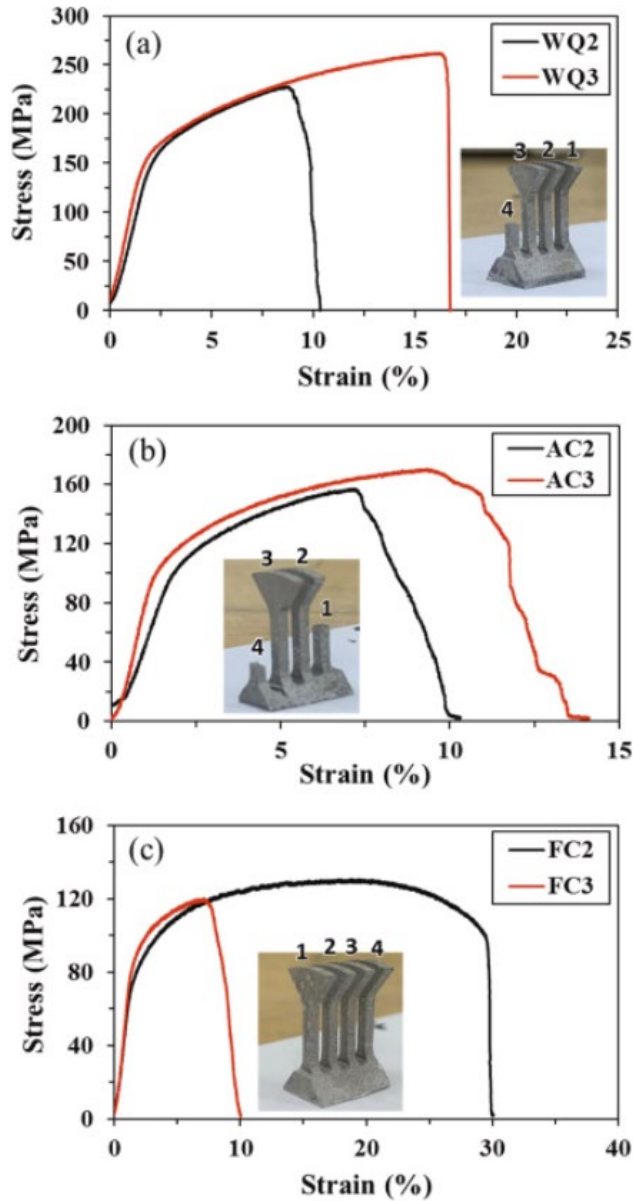 (a)
WQ2
WQ3
300
250
200
150
100
50
0
Stress (MPa)
3 2 1
4
0 5 10 15 20 25
Strain (%)
(b)
AC2
AC3
200
160
120
80
40
0
Stress (MPa)
3 2
1
4
0 5 10 15
Strain (%)
(c)
FC2
FC3
160
120
80
40
0
Stress (MPa)
1 2 3 4
0 10 20 30 40
Strain (%)